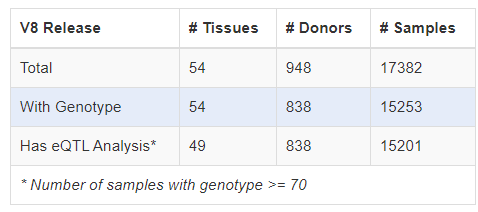 V8 Release # Tissues # Donors # Samples
Total 54 948 17382
With Genotype 54 838 15253
Has eQTL Analysis* 49 838 15201
* Number of samples with genotype >= 70